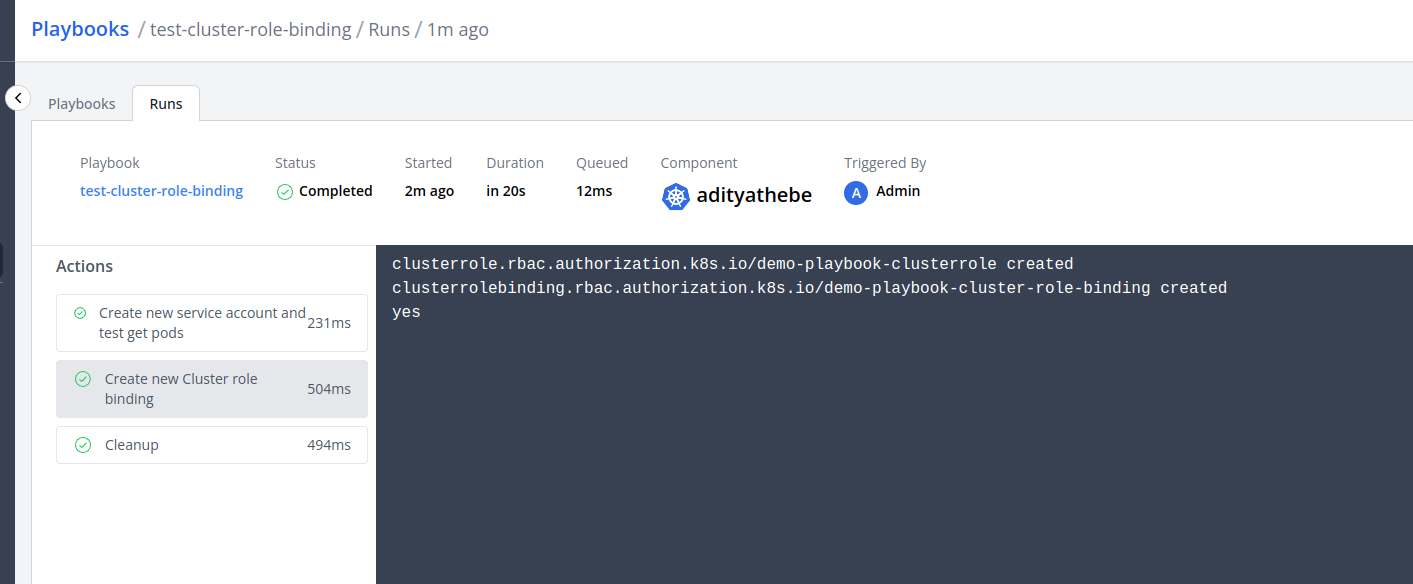 Playbooks / test-cluster-role-binding / Runs / 1m ago
Playbooks Runs
Playbook Status Started Duration Queued Component Triggered By
test-cluster-role-binding Completed 2m ago in 20s 12ms adityathebe A Admin
Actions
Create new service account and
test get pods
231ms
Create new Cluster role
binding
504ms
Cleanup 494ms
clusterrole.rbac.authorization.k8s.io/demo-playbook-clusterrole created
clusterrolebinding.rbac.authorization.k8s.io/demo-playbook-cluster-role-binding created
yes